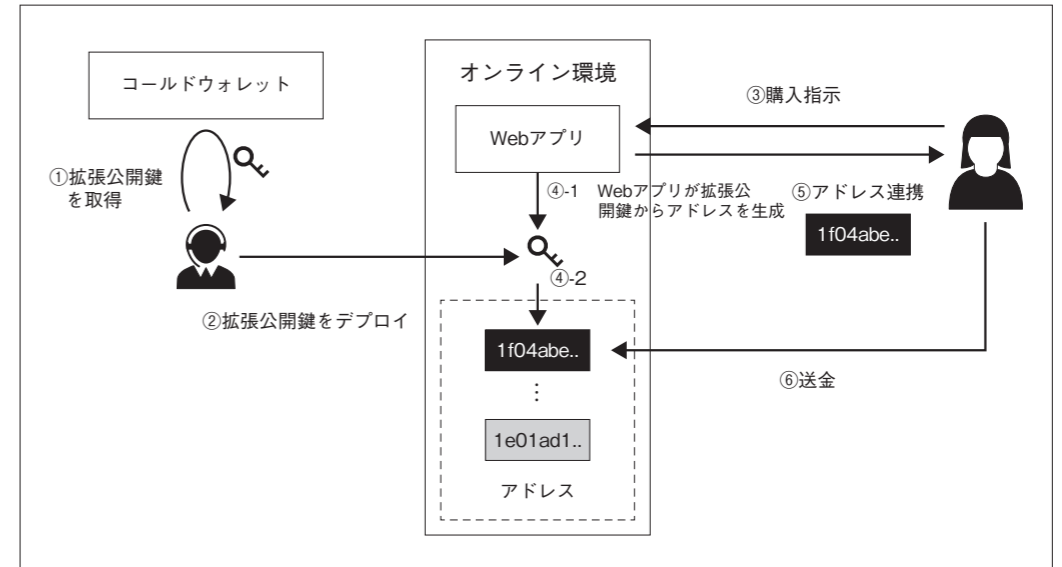 コールドウォレット
①拡張公開鍵
を取得
②拡張公開鍵をデプロイ
オンライン環境
Webアプリ
④-1 Webアプリが拡張公
開鍵からアドレスを生成
④-2
1f04abe..
⋮
1e01ad1..
アドレス
③購入指示
⑤アドレス連携
1f04abe..
⑥送金